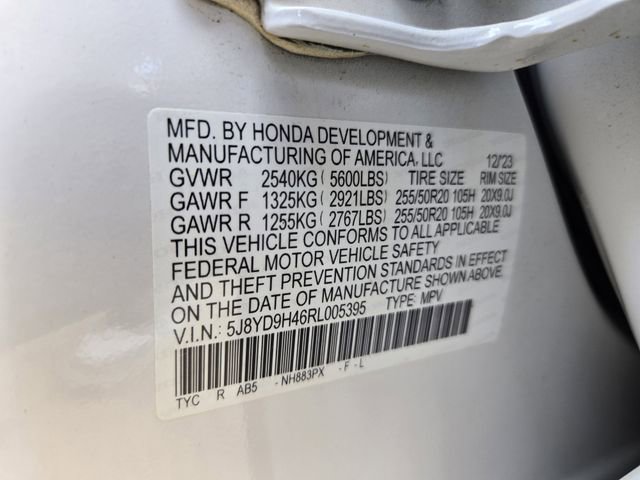 MFD. BY HONDA DEVELOPMENT &
MANUFACTURING OF AMERICA, LLC 12/'23
GVWR 2540KG ( 5600LBS) TIRE SIZE RIM SIZE
GAWR F 1325KG ( 2921LBS) 255/50R20 105H 20X9.0J
GAWR R 1255KG ( 2767LBS) 255/50R20 105H 20X9.0J
THIS VEHICLE CONFORMS TO ALL APPLICABLE
FEDERAL MOTOR VEHICLE SAFETY
AND THEFT PREVENTION STANDARDS IN EFFECT
ON THE DATE OF MANUFACTURE SHOWN ABOVE.
V.I.N.: 5J8YD9H46RL005395 TYPE: MPV
TYC R AB5 -NH883PX -F-L